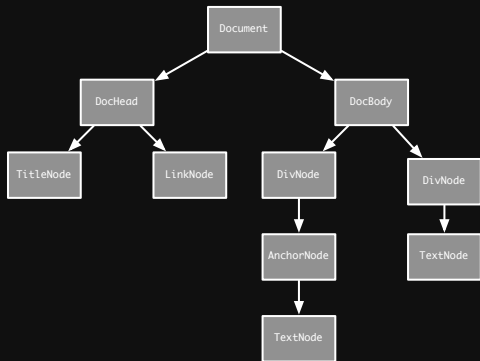 Document
DocHead
DocBody
TitleNode
LinkNode
DivNode
DivNode
AnchorNode
TextNode
TextNode